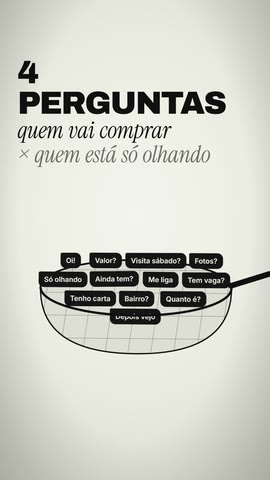 4
PERGUNTAS
quem vai comprar
× quem está só olhando
Oi! Valor? Visita sábado? Fotos?
Só olhando Ainda tem? Me liga Tem vaga?
Tenho carta Bairro? Quanto é?
Depois vejo